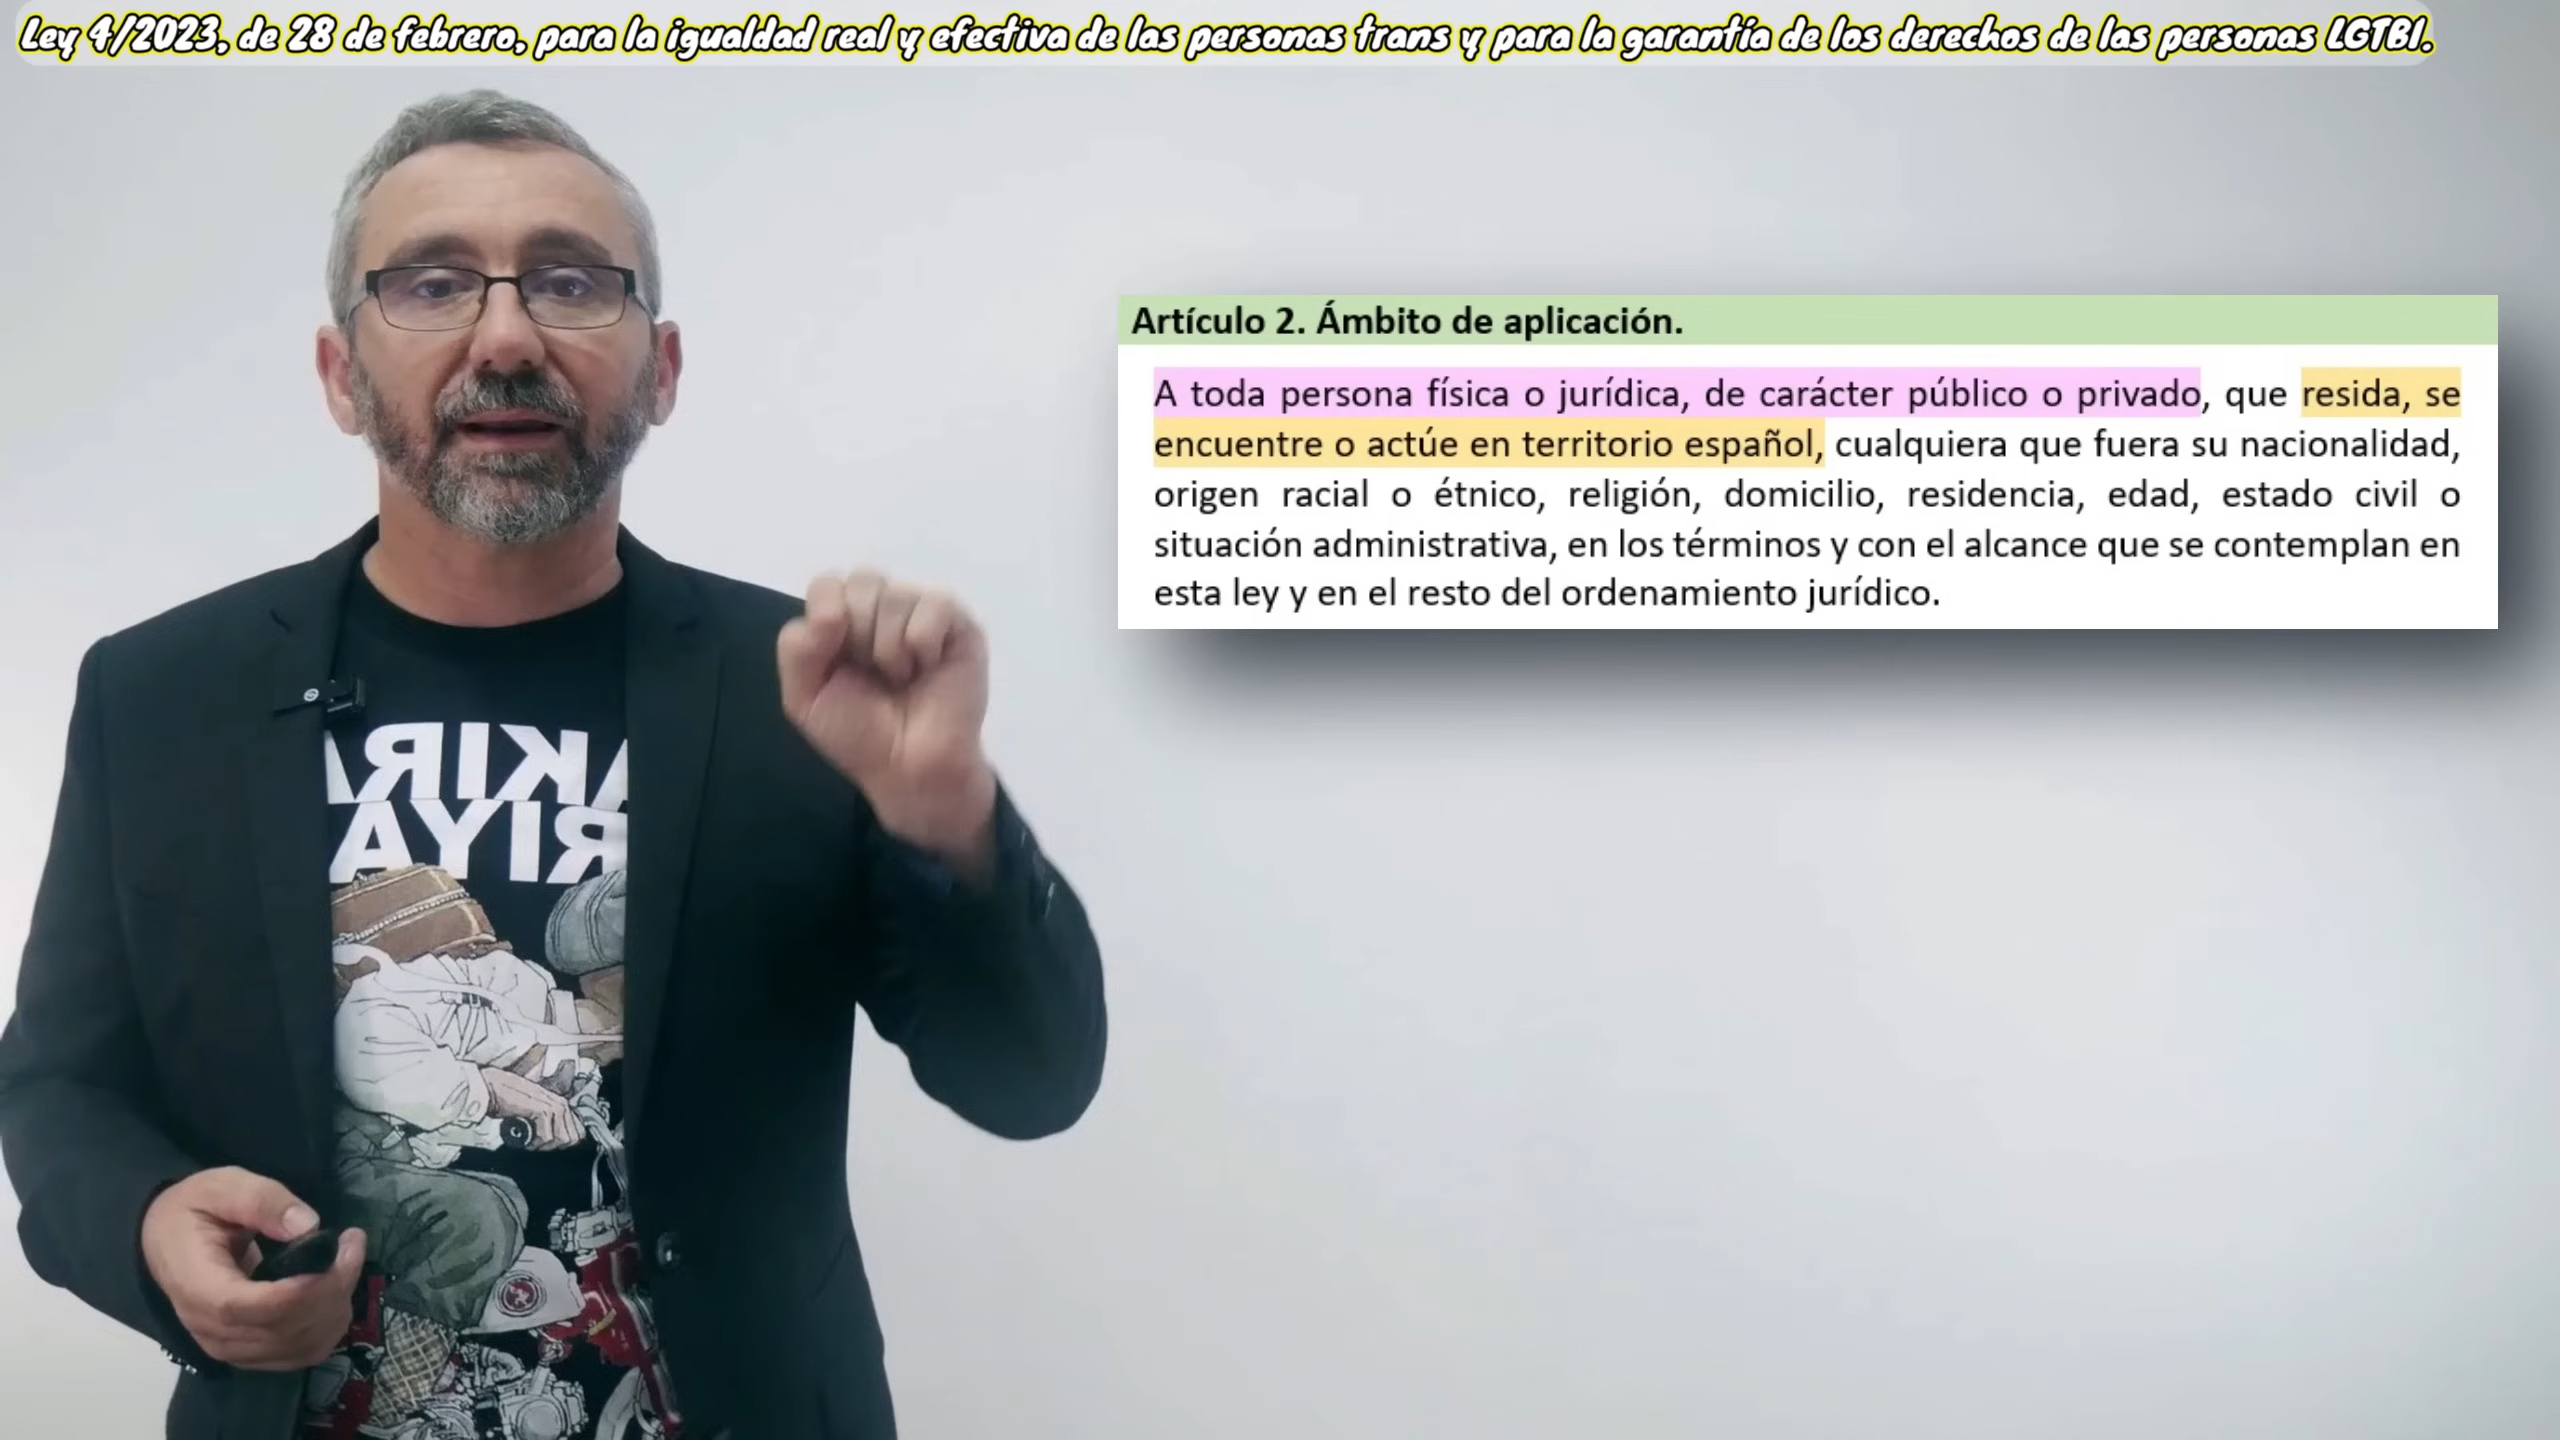 Ley 4/2023, de 28 de febrero, para la igualdad real y efectiva de las personas trans y para la garantía de los derechos de las personas LGTBI.
Artículo 2. Ámbito de aplicación.
A toda persona física o jurídica, de carácter público o privado, que resida, se
encuentre o actúe en territorio español, cualquiera que fuera su nacionalidad,
origen racial o étnico, religión, domicilio, residencia, edad, estado civil o
situación administrativa, en los términos y con el alcance que se contemplan en
esta ley y en el resto del ordenamiento jurídico.
AKIRA
RIYA